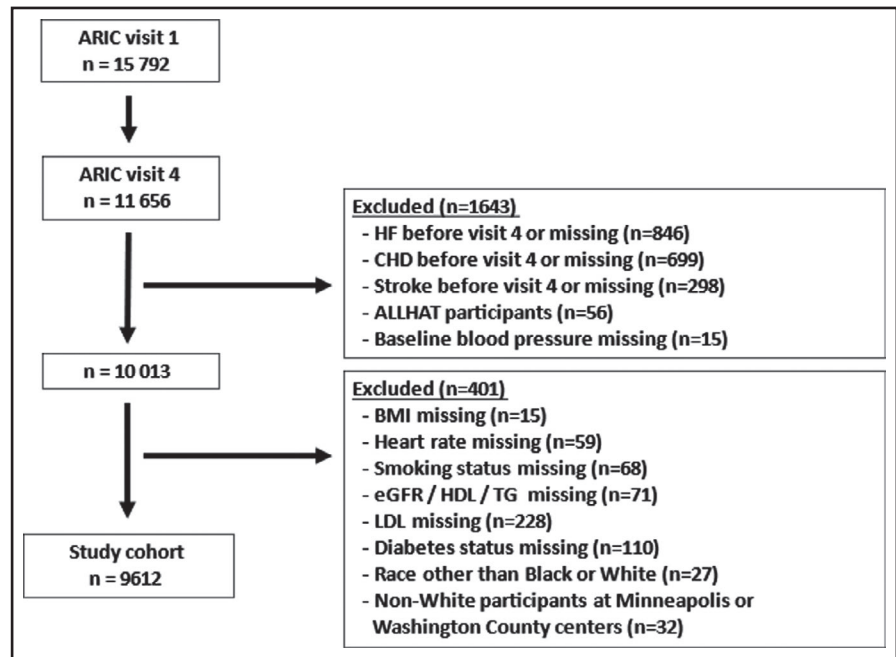 ARIC visit 1
n = 15 792
ARIC visit 4
n = 11 656
Excluded (n=1643)
- HF before visit 4 or missing (n=846)
- CHD before visit 4 or missing (n=699)
- Stroke before visit 4 or missing (n=298)
- ALLHAT participants (n=56)
- Baseline blood pressure missing (n=15)
n = 10 013
Excluded (n=401)
- BMI missing (n=15)
- Heart rate missing (n=59)
- Smoking status missing (n=68)
- eGFR / HDL / TG missing (n=71)
- LDL missing (n=228)
- Diabetes status missing (n=110)
- Race other than Black or White (n=27)
- Non-White participants at Minneapolis or
Washington County centers (n=32)
Study cohort
n = 9612